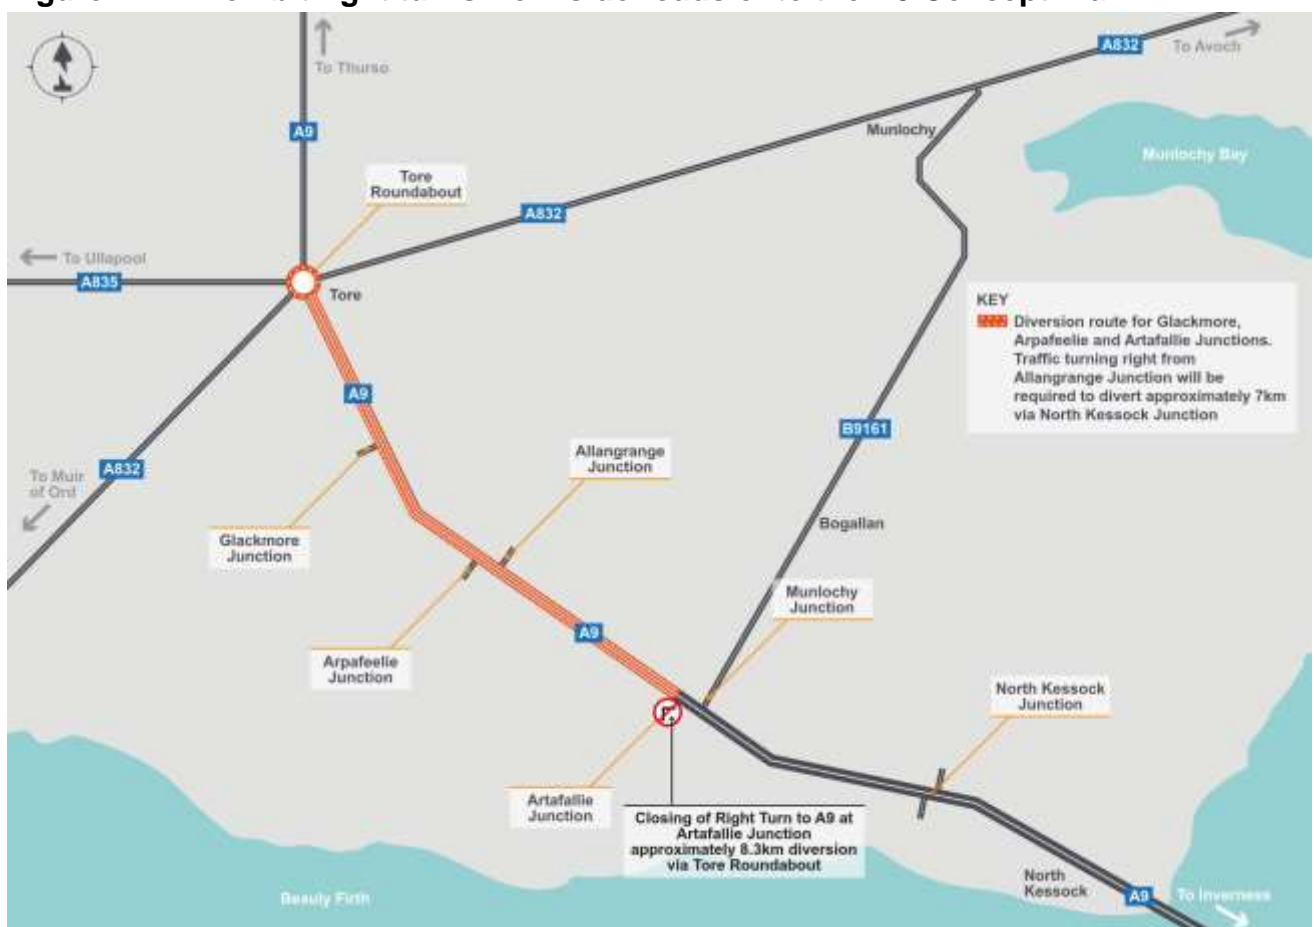 A832
To Avoch
To Thurso
A9
Munlochy
Munlochy Bay
Tore
Roundabout
A832
To Ullapool
A835
Tore
KEY
Diversion route for Glackmore,
Arpafeelie and Artafallie Junctions.
Traffic turning right from
Allangrange Junction will be
required to divert approximately 7km
via North Kessock Junction
A9
B9161
Allangrange
Junction
To Muir
of Ord
A832
Glackmore
Junction
Bogallan
Munlochy
Junction
A9
Arpafeelie
Junction
North Kessock
Junction
Artafallie
Junction
Closing of Right Turn to A9 at
Artafallie Junction
approximately 8.3km diversion
via Tore Roundabout
North
Kessock
Beauly Firth
A9
To Inverness